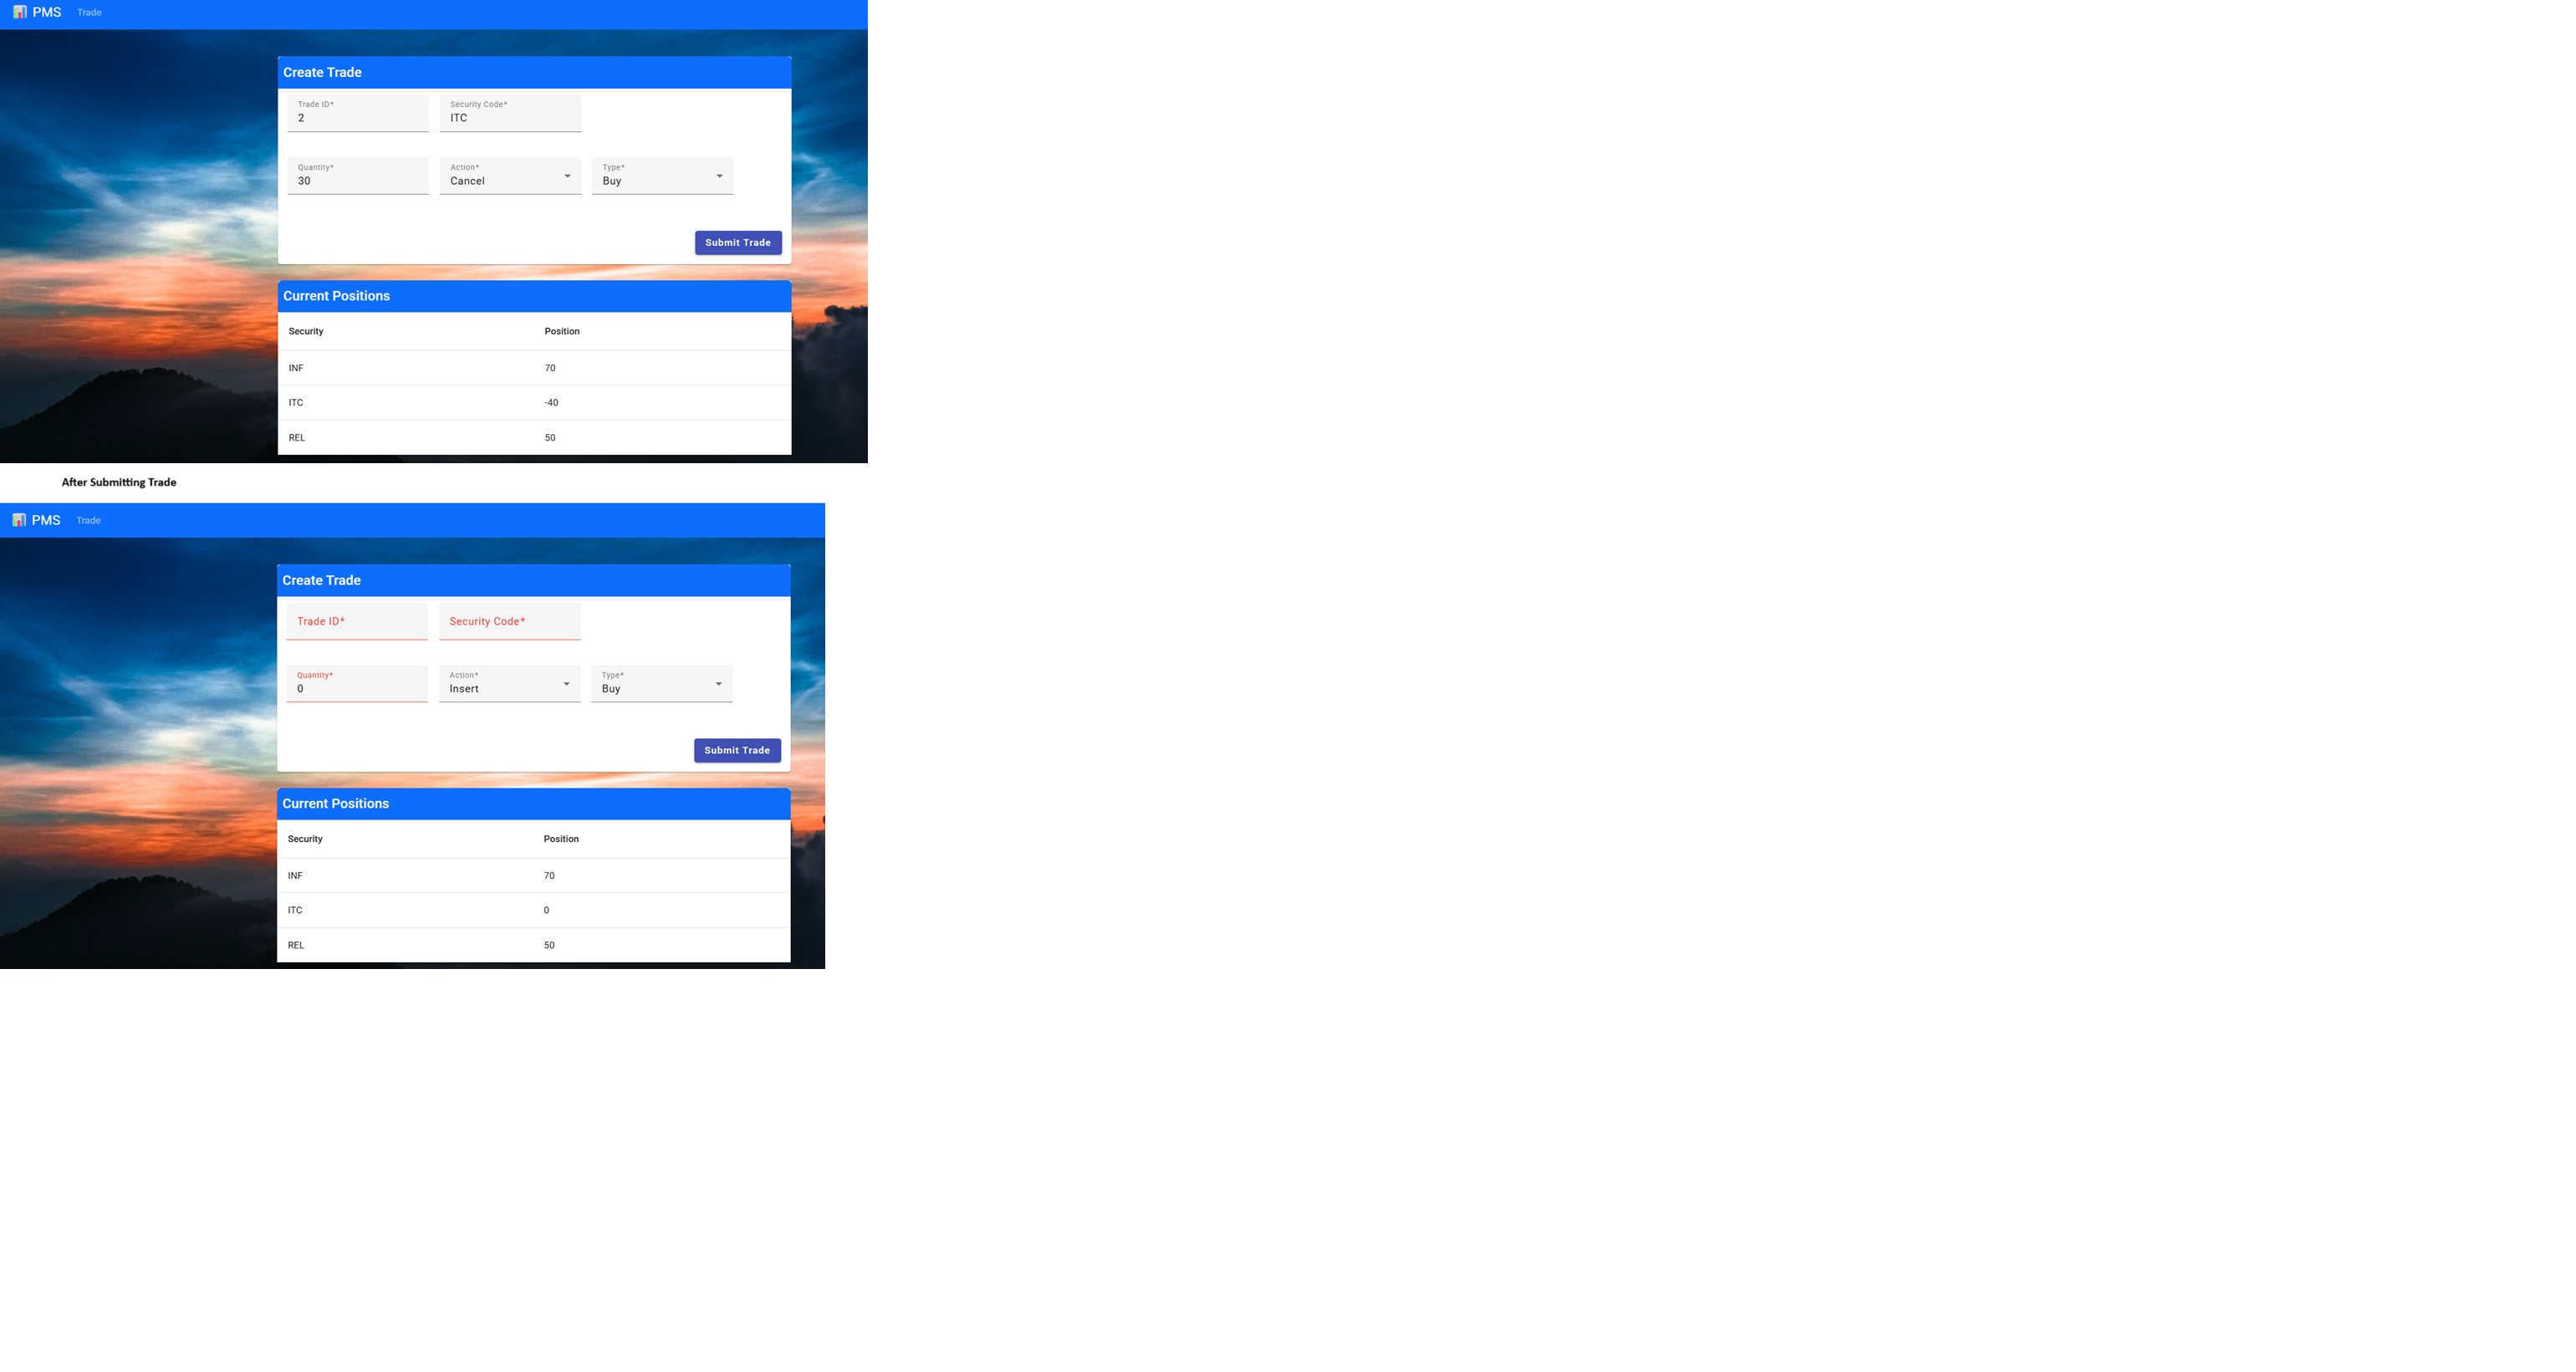 PMS Trade
Create Trade
Trade ID* Security Code*
2 ITC
Quantity* Action* Type*
30 Cancel Buy
Submit Trade
Current Positions
Security Position
INF 70
ITC -40
REL 50
After Submitting Trade
PMS Trade
Create Trade
Trade ID* Security Code*
Quantity* Action* Type*
0 Insert Buy
Submit Trade
Current Positions
Security Position
INF 70
ITC 0
REL 50